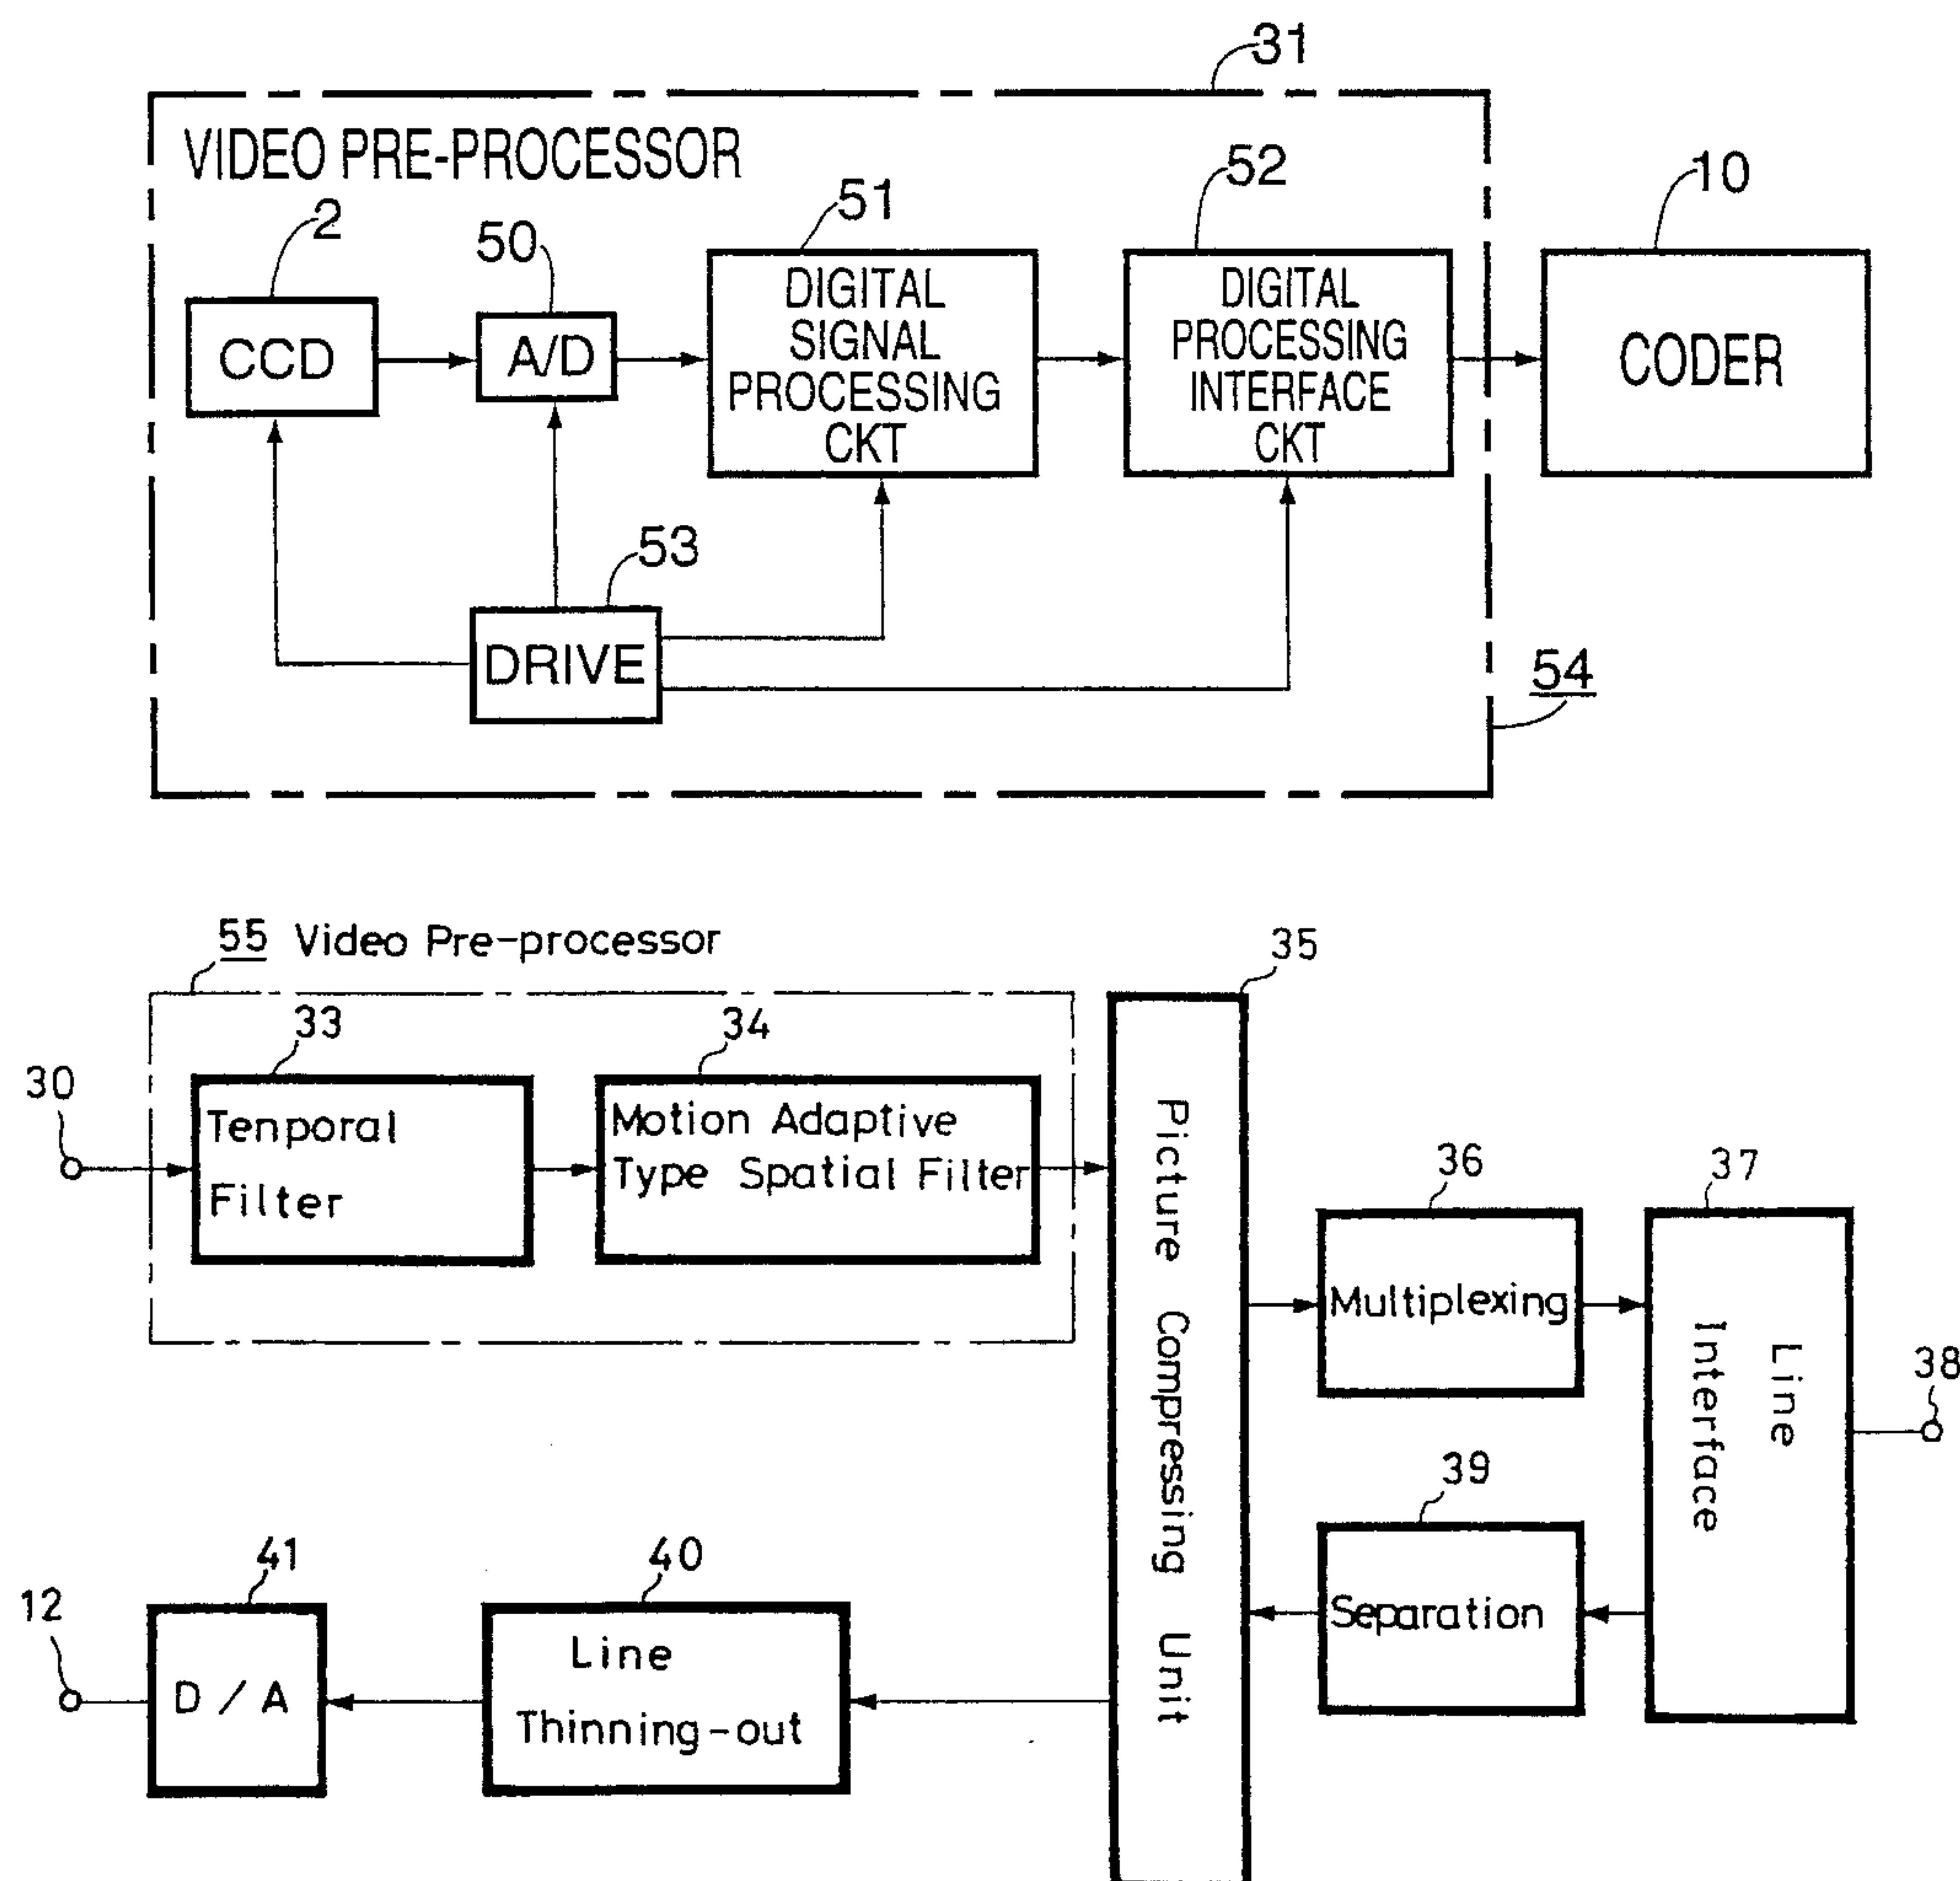 31
VIDEO PRE-PROCESSOR
2
50
51
52
10
CCD
A/D
DIGITAL
SIGNAL
PROCESSING
CKT
DIGITAL
PROCESSING
INTERFACE
CKT
CODER
53
DRIVE
54
55 Video Pre-processor
35
33
34
30
Tenporal
Filter
Motion Adaptive
Type Spatial Filter
Picture Compressing Unit
36
37
Multiplexing
Line
Interface
38
39
Separation
41
40
12
D/A
Line
Thinning-out